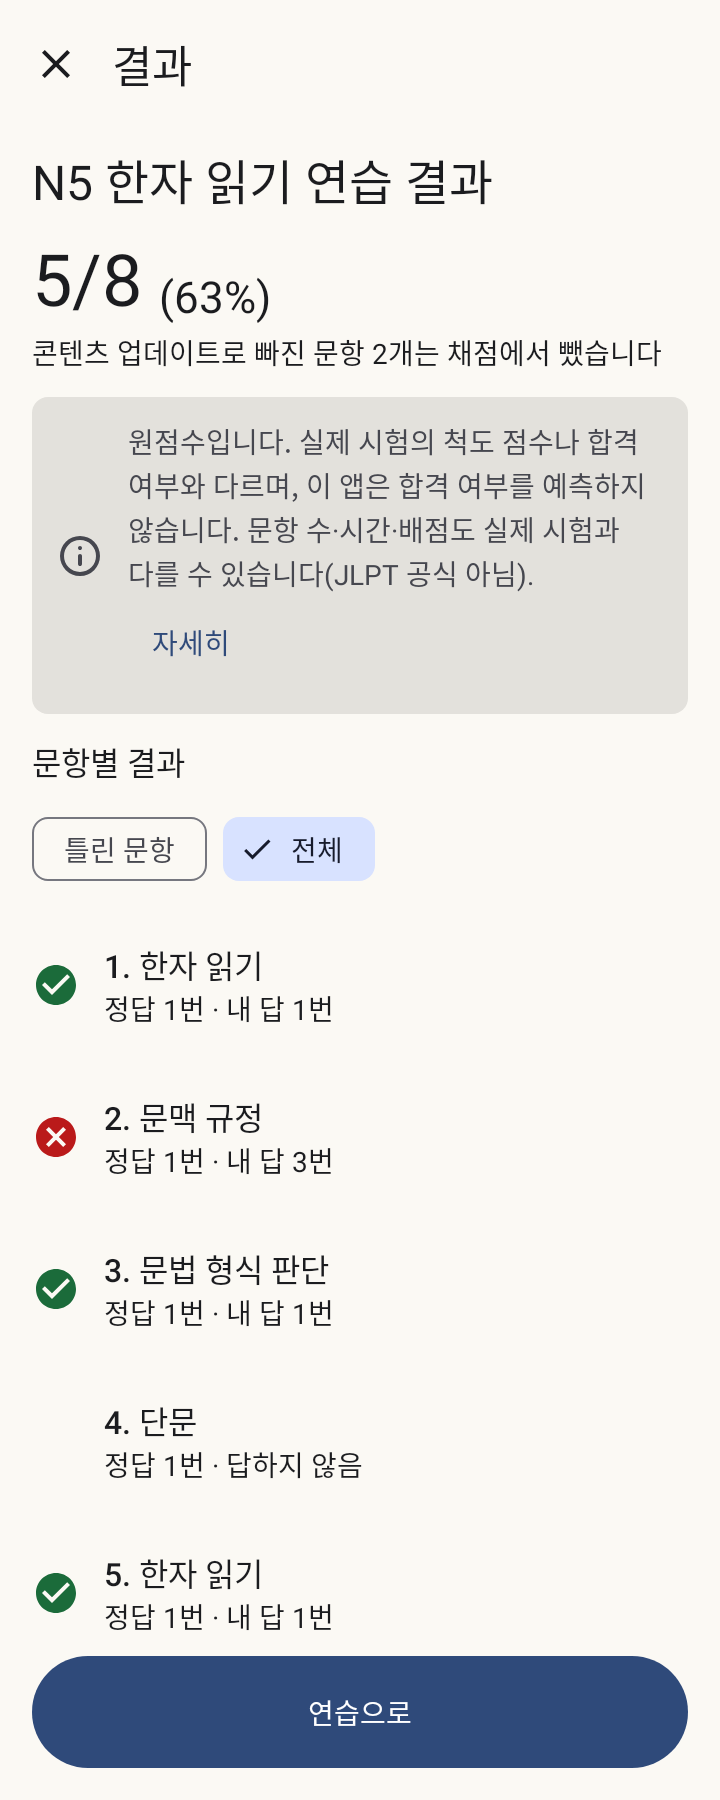 결과
N5 한자 읽기 연습 결과
5/8 (63%)
콘텐츠 업데이트로 빠진 문항 2개는 채점에서 뺐습니다
원점수입니다. 실제 시험의 척도 점수나 합격
여부와 다르며, 이 앱은 합격 여부를 예측하지
않습니다. 문항 수·시간·배점도 실제 시험과
다를 수 있습니다(JLPT 공식 아님).
자세히
문항별 결과
틀린 문항
전체
1. 한자 읽기
정답 1번 · 내 답 1번
2. 문맥 규정
정답 1번 · 내 답 3번
3. 문법 형식 판단
정답 1번 · 내 답 1번
4. 단문
정답 1번 · 답하지 않음
5. 한자 읽기
정답 1번 · 내 답 1번
연습으로